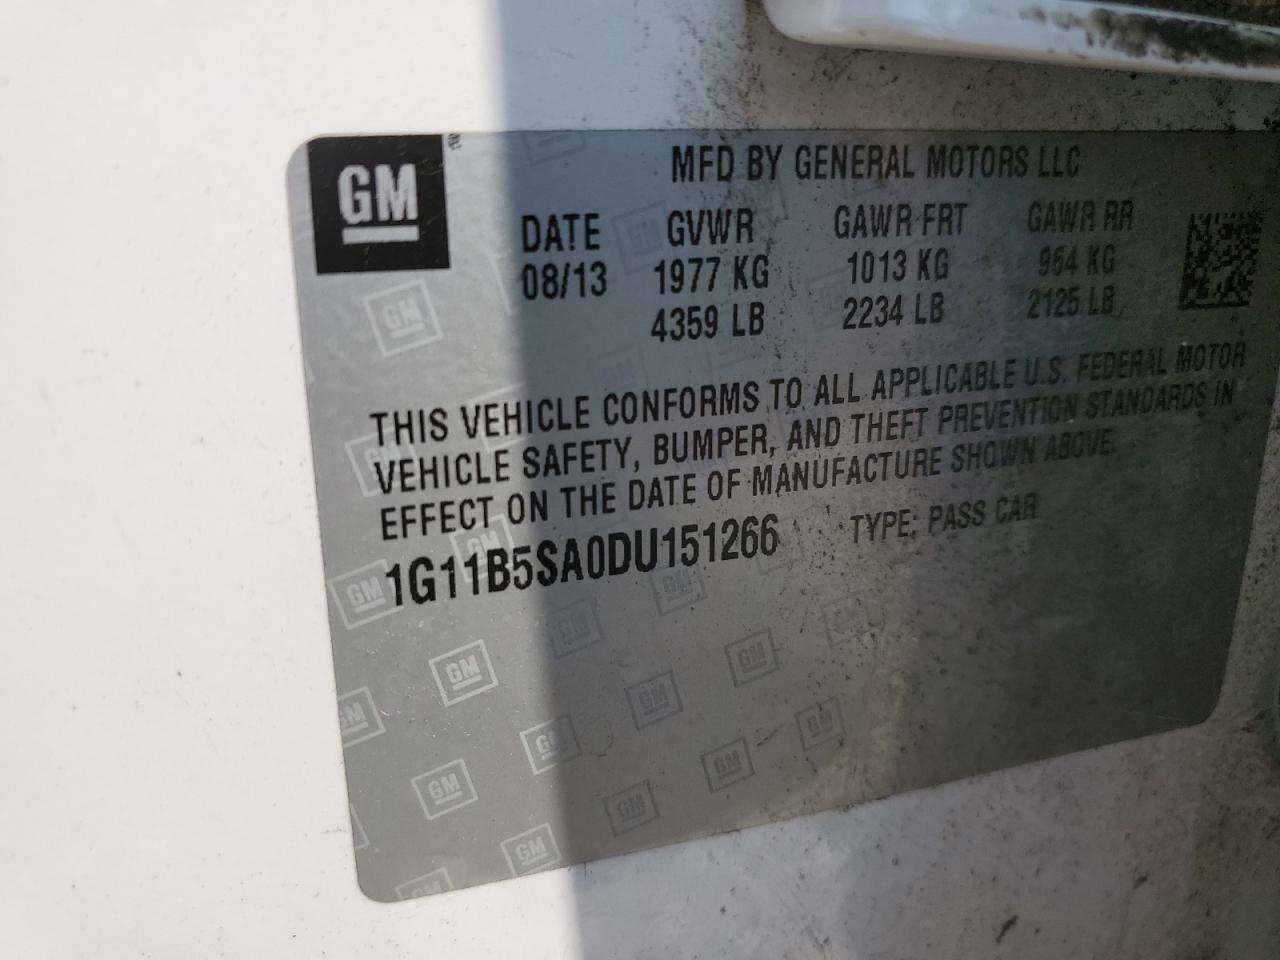 GM
MFD BY GENERAL MOTORS LLC
DATE GVWR GAWR FRT GAWR RR
08/13 1977 KG 1013 KG 964 KG
4359 LB 2234 LB 2125 LB
THIS VEHICLE CONFORMS TO ALL APPLICABLE U.S. FEDERAL MOTOR
VEHICLE SAFETY, BUMPER, AND THEFT PREVENTION STANDARDS IN
EFFECT ON THE DATE OF MANUFACTURE SHOWN ABOVE.
1G11B5SA0DU151266 TYPE: PASS CAR